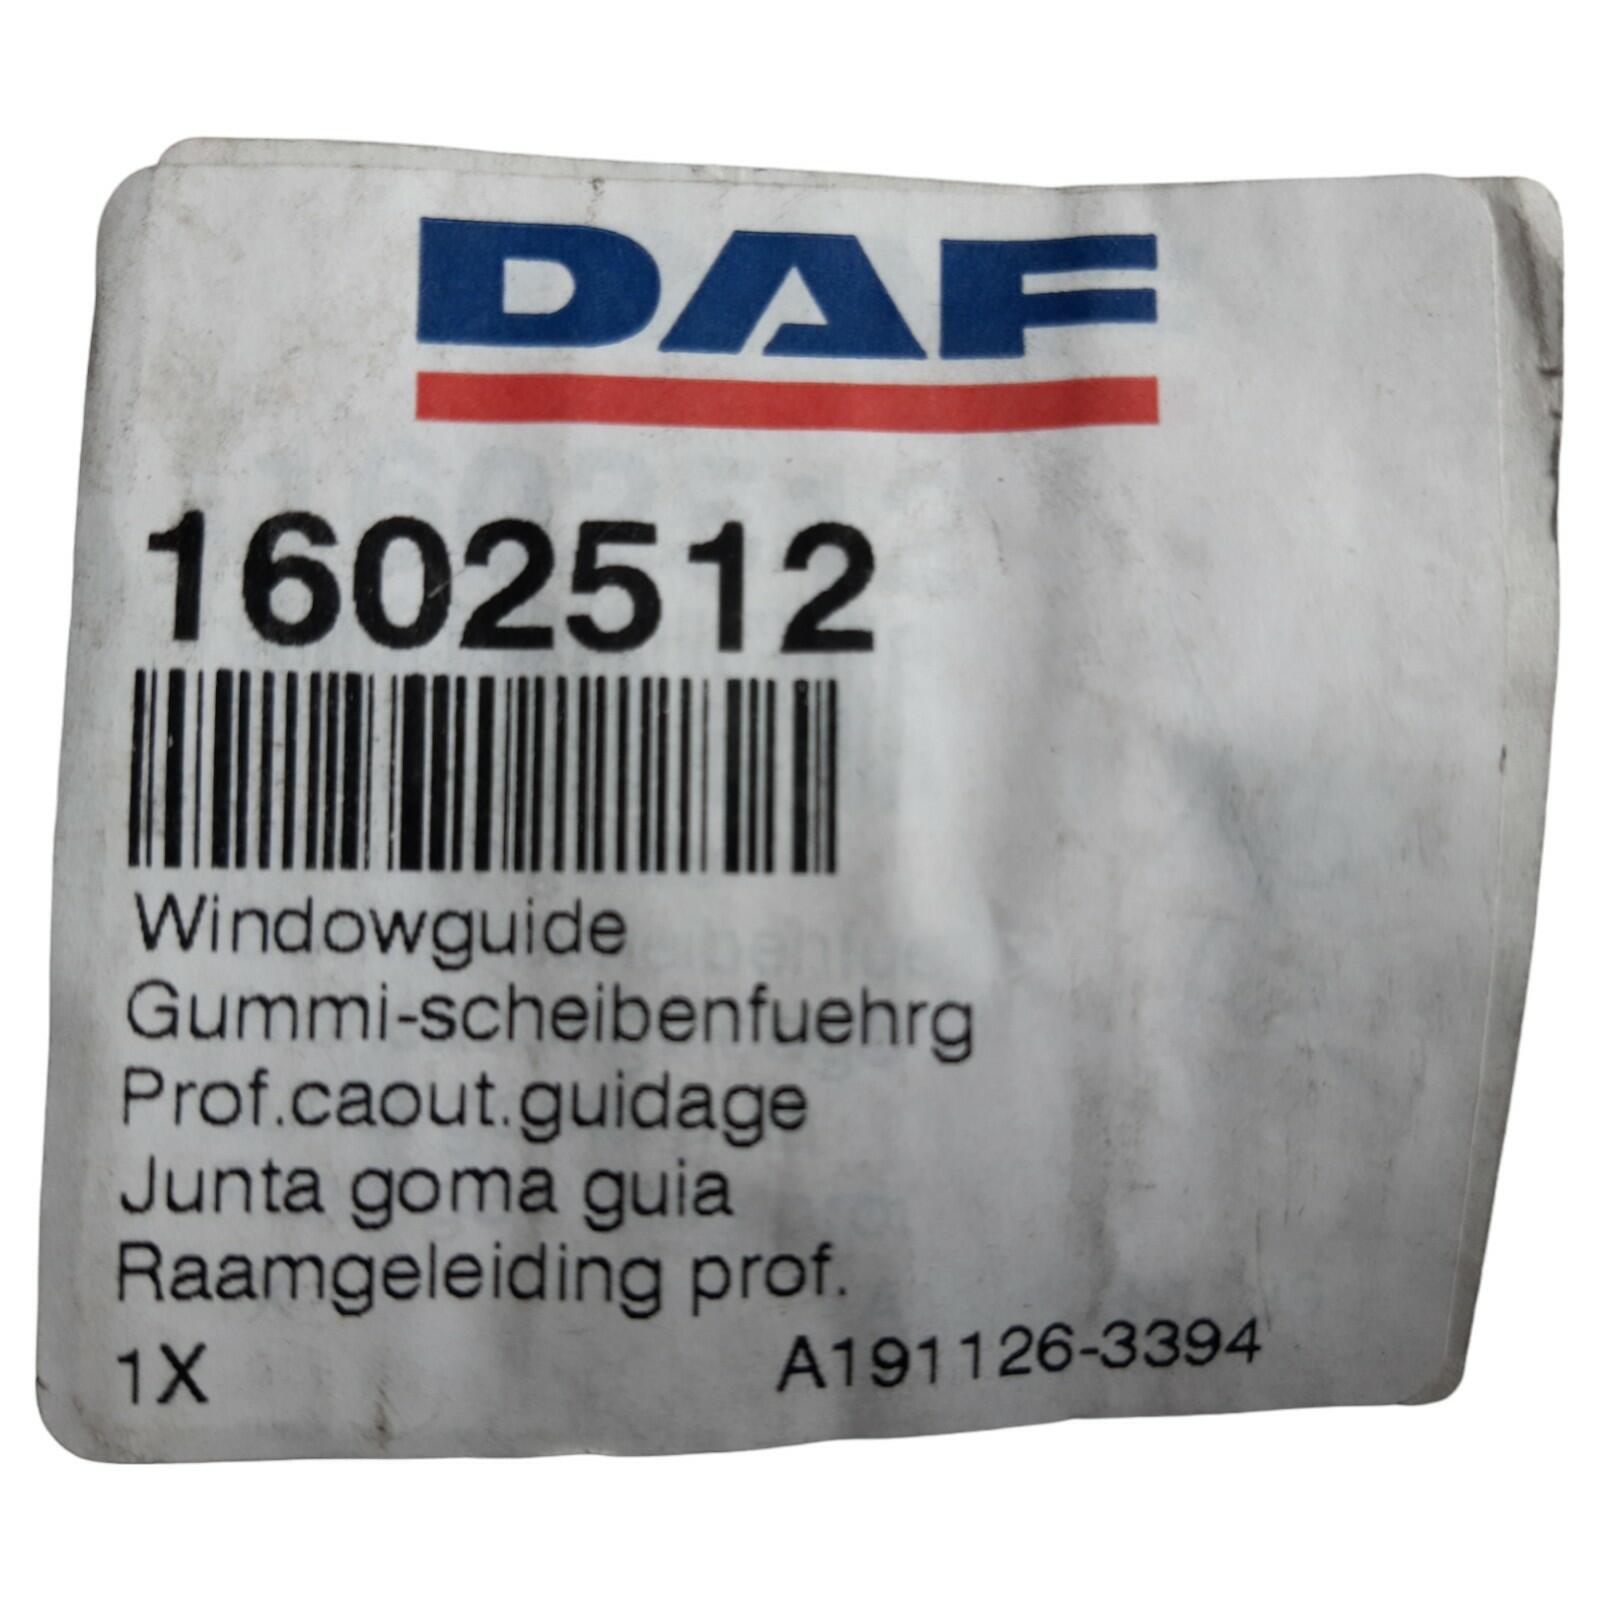 DAF
1602512
Windowguide
Gummi-scheibenfuehrg
Prof.caout.guidage
Junta goma guia
Raamgeleiding prof.
1X A191126-3394